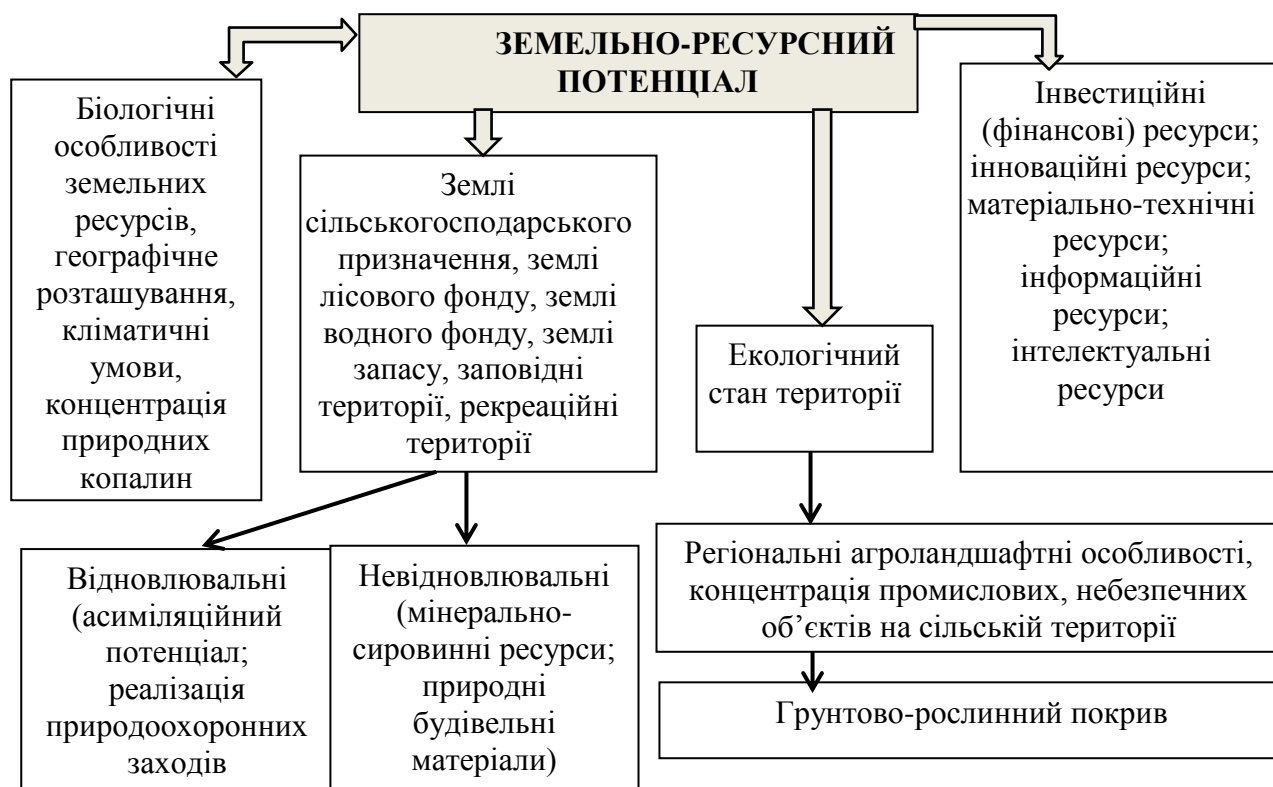 ЗЕМЕЛЬНО-РЕСУРСНИЙ
ПОТЕНЦІАЛ
Біологічні
особливості
земельних
ресурсів,
географічне
розташування,
кліматичні
умови,
концентрація
природних
копалин
Землі
сільськогосподарського
призначення, землі
лісового фонду, землі
водного фонду, землі
запасу, заповідні
території, рекреаційні
території
Екологічний
стан території
Інвестиційні
(фінансові) ресурси;
інноваційні ресурси;
матеріально-технічні
ресурси;
інформаційні
ресурси;
інтелектуальні
ресурси
Відновлювальні
(асиміляційний
потенціал;
реалізація
природоохоронних
заходів
Невідновлювальні
(мінерально-
сировинні ресурси;
природні
будівельні
матеріали)
Регіональні агроландшафтні особливості,
концентрація промислових, небезпечних
об’єктів на сільській території
Грунтово-рослинний покрив